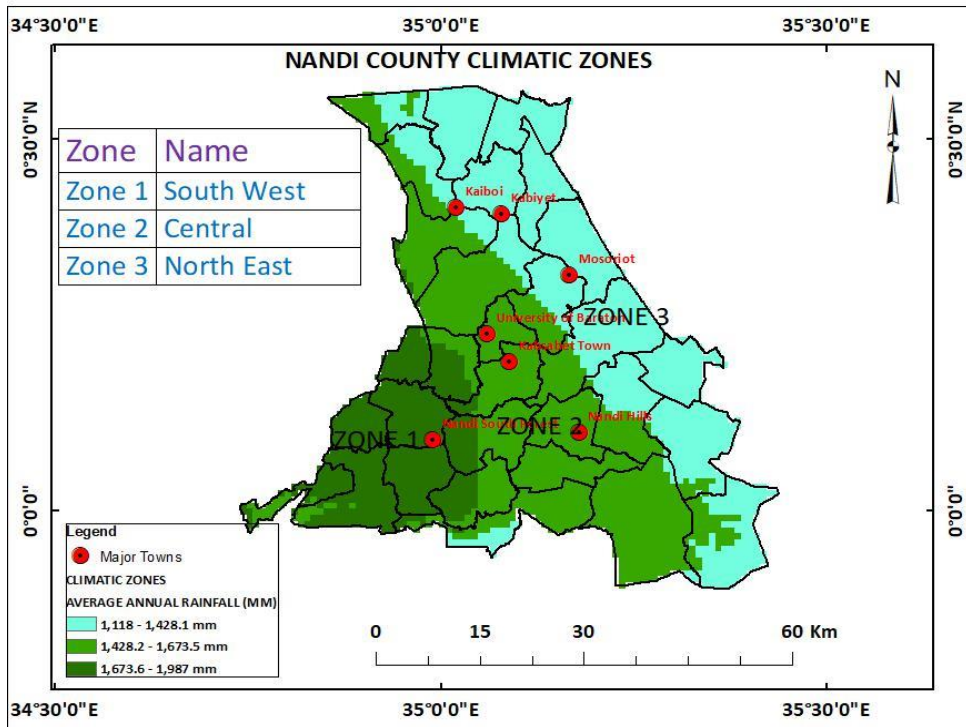 34°30'0"E 35°0'0"E 35°30'0"E
NANDI COUNTY CLIMATIC ZONES
N
0°30'0"N 0°30'0"N
Zone Name
Zone 1 South West
Zone 2 Central
Zone 3 North East
Kaiboi
Kabiyet
Mosoriot
ZONE 3
University of Baraton
Kapsabet Town
Nandi Hills
ZONE 2
Nandi South Forest
ZONE 1
0°0'0" 0°0'0"
Legend
Major Towns
CLIMATIC ZONES
AVERAGE ANNUAL RAINFALL (MM)
1,118 - 1,428.1 mm
1,428.2 - 1,673.5 mm
1,673.6 - 1,987 mm
0 15 30 60 Km
34°30'0"E 35°0'0"E 35°30'0"E